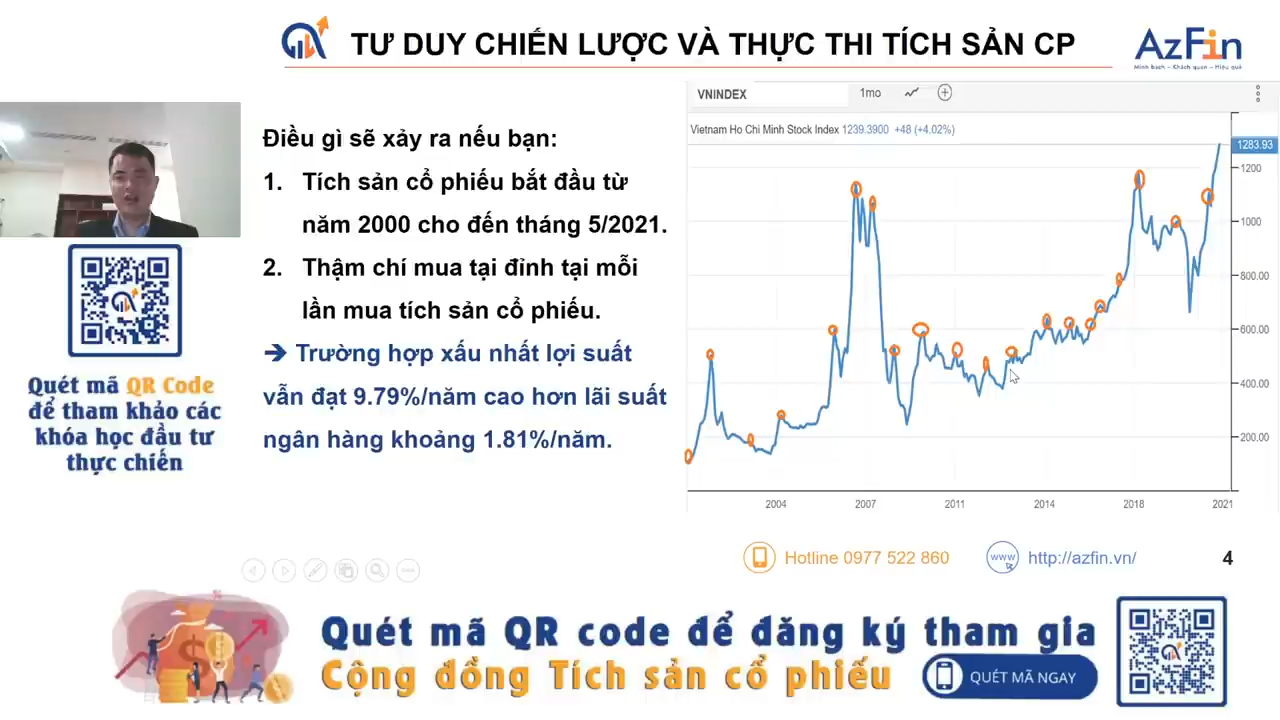 TƯ DUY CHIẾN LƯỢC VÀ THỰC THI TÍCH SẢN CP
AzFin
Minh bạch – Khách quan – Hiệu quả
VNINDEX
1mo
Vietnam Ho Chi Minh Stock Index 1239.3900 +48 (+4.02%)
1283.93
1200
1000
800.00
600.00
400.00
200.00
2004
2007
2011
2014
2018
2021
Điều gì sẽ xảy ra nếu bạn:
1. Tích sản cổ phiếu bắt đầu từ
năm 2000 cho đến tháng 5/2021.
2. Thậm chí mua tại đỉnh tại mỗi
lần mua tích sản cổ phiếu.
➔ Trường hợp xấu nhất lợi suất
vẫn đạt 9.79%/năm cao hơn lãi suất
ngân hàng khoảng 1.81%/năm.
Quét mã QR Code
để tham khảo các
khóa học đầu tư
thực chiến
Hotline 0977 522 860
www
http://azfin.vn/
4
Quét mã QR code để đăng ký tham gia
Cộng đồng Tích sản cổ phiếu
QUÉT MÃ NGAY